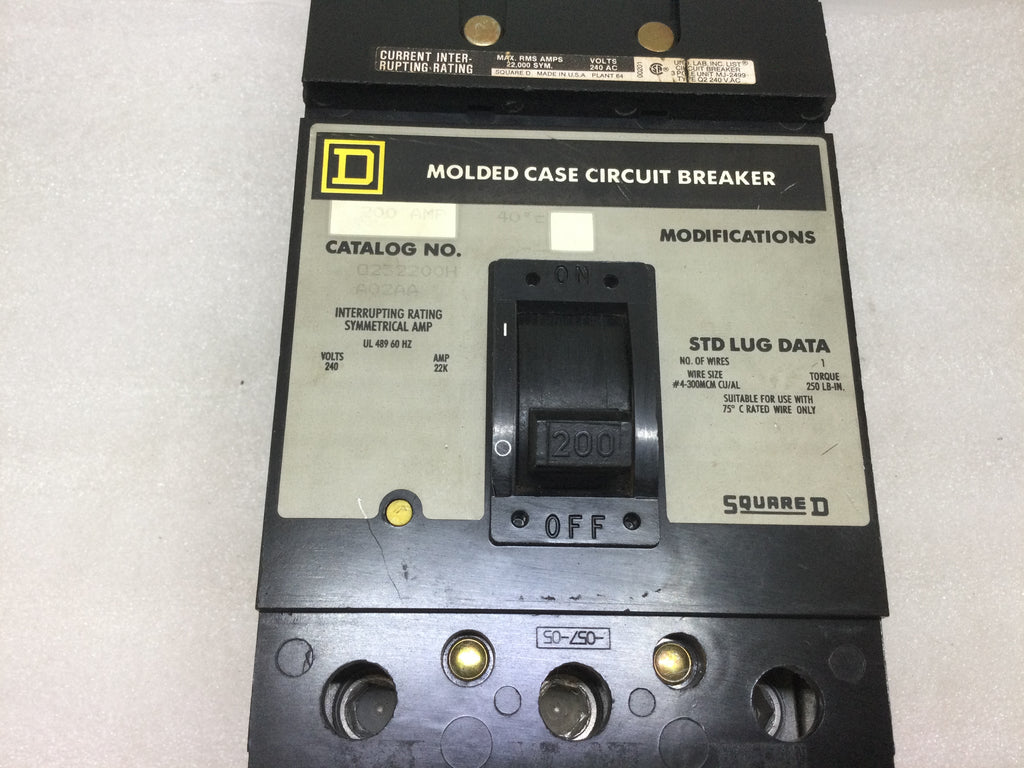 CURRENT INTER-
RUPTING RATING
MAX. RMS AMPS
22,000 SYM.
VOLTS
240 AC
SQUARE D MADE IN U.S.A PLANT 64
UND. LAB. INC. LIST
CIRCUIT BREAKER
3 POLE UNIT MJ-2499
TYPE Q2 240 V.AC
D
MOLDED CASE CIRCUIT BREAKER
200 AMP
40°C
CATALOG NO.
Q232200H
A02AA
MODIFICATIONS
INTERRUPTING RATING
SYMMETRICAL AMP
UL 489 60 HZ
VOLTS AMP
240 22K
ON
I
200
O
OFF
STD LUG DATA
NO. OF WIRES 1
WIRE SIZE TORQUE
#4-300MCM CU/AL 250 LB-IN.
SUITABLE FOR USE WITH
75° C RATED WIRE ONLY
SQUARE D
-057-05